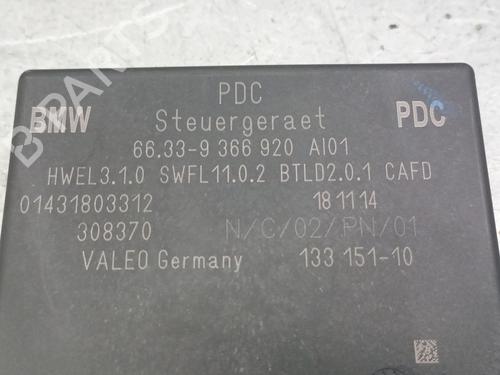 PDC
BMW Steuergeraet PDC
66.33-9 366 920 AI01
HWEL3.1.0 SWFL11.0.2 BTLD2.0.1 CAFD
01431803312 18 11 14
308370 N/C/02/PN/01
VALEO Germany 133 151-10